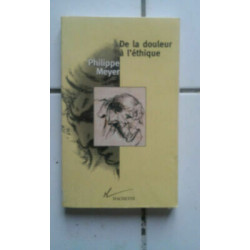 De la douleur
à l'éthique
Philippe
Meyer
HACHETTE